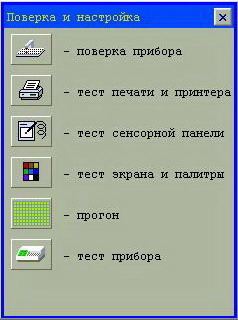 Поверка и настройка
- поверка прибора
- тест печати и принтера
- тест сенсорной панели
- тест экрана и палитры
- прогон
- тест прибора